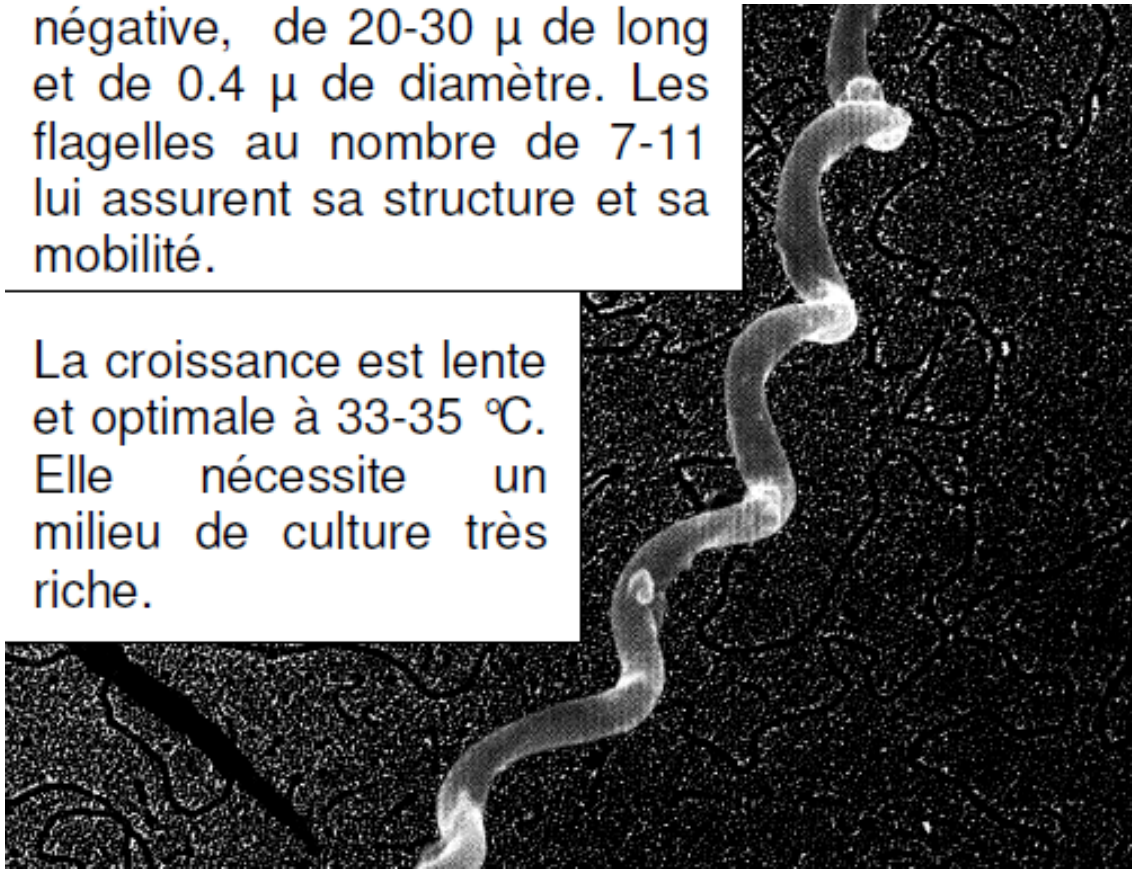 négative, de 20-30 µ de long
et de 0.4 µ de diamètre. Les
flagelles au nombre de 7-11
lui assurent sa structure et sa
mobilité.
La croissance est lente
et optimale à 33-35 °C.
Elle nécessite un
milieu de culture très
riche.